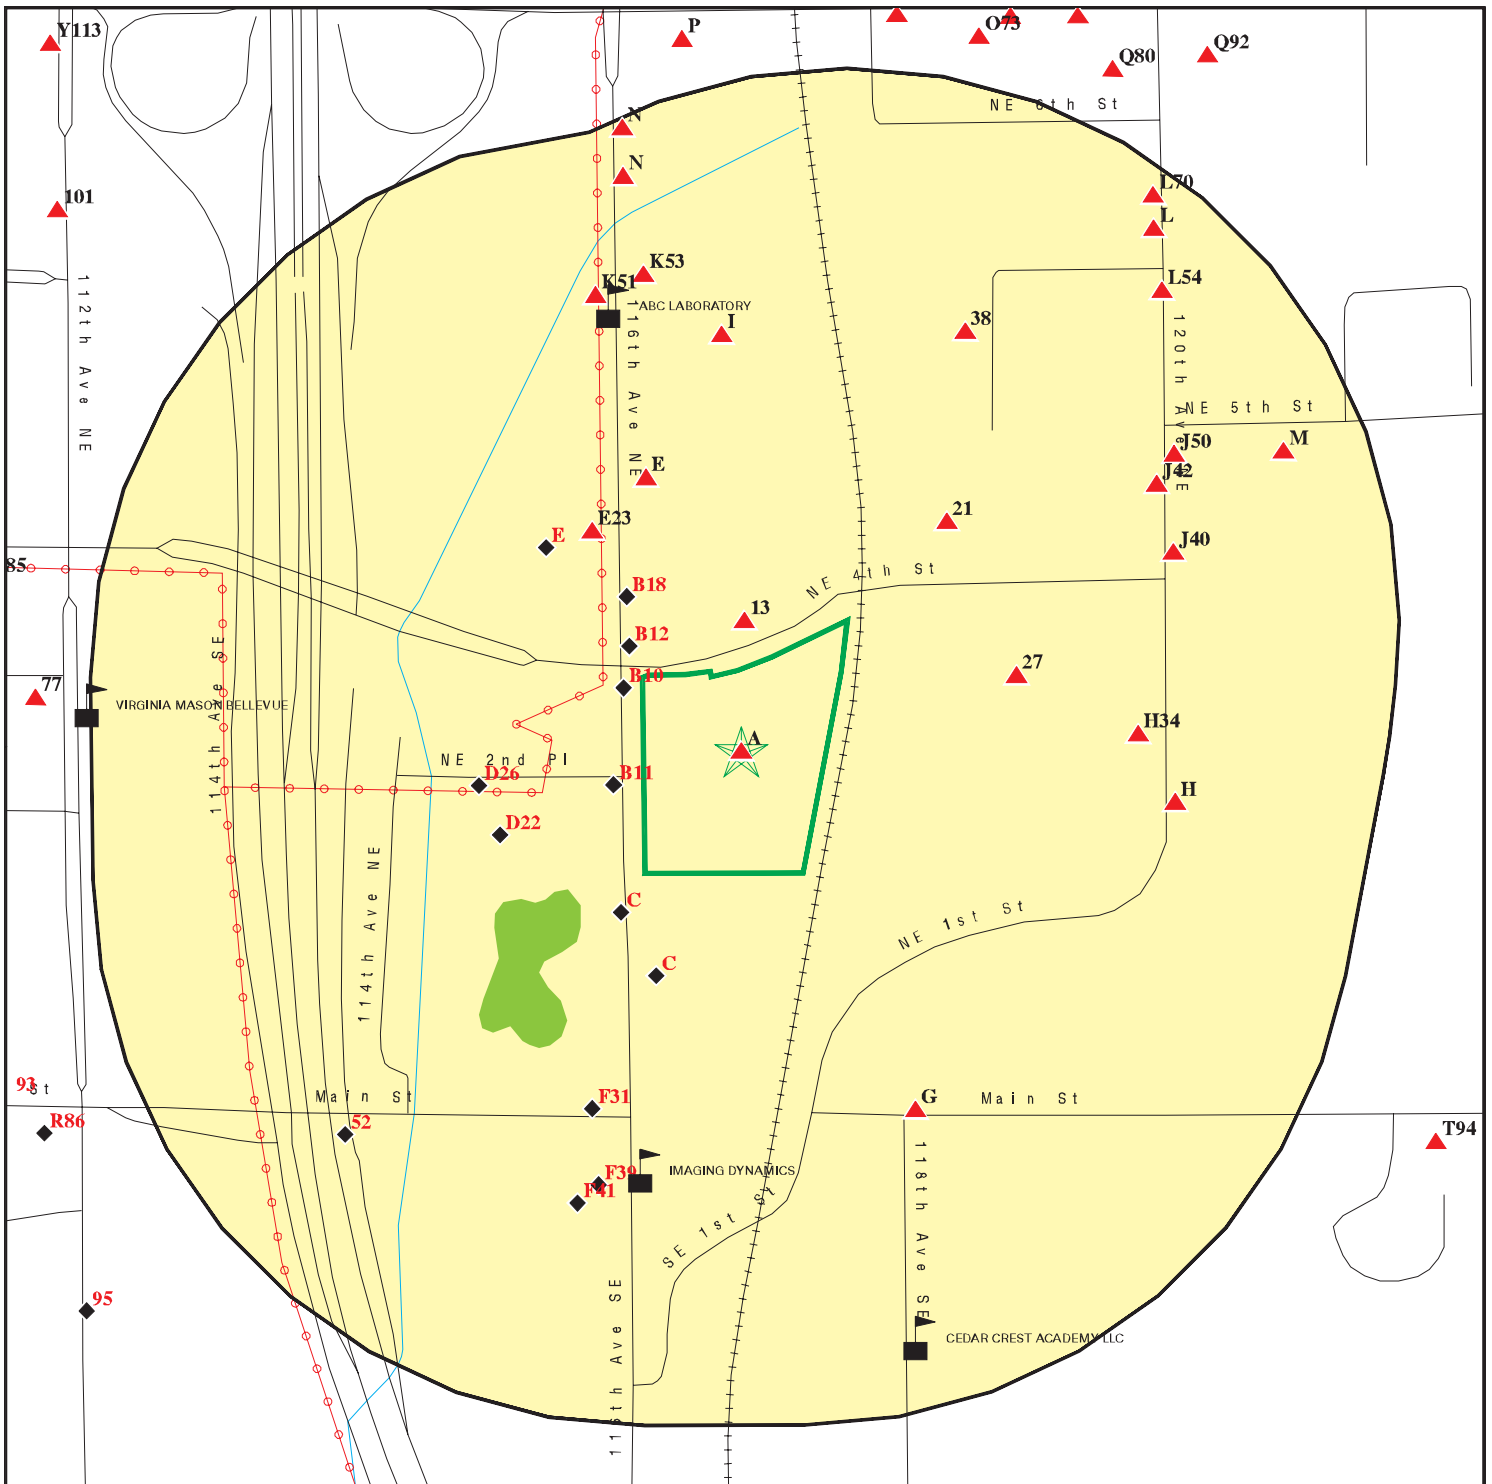 Y113
P
O73
Q80
Q92
NE 6th St
N
N
101
L70
L
K53
K51
ABC LABORATORY
L54
112th Ave NE
116th Ave NE
I
38
120th Ave NE
NE 5th St
J50
M
J42
E
E23
E
21
J40
85
NE 4th St
B18
13
B12
B10
27
77
VIRGINIA MASON BELLEVUE
114th Ave SE
H34
A
NE 2nd Pl
D26
B11
H
D22
114th Ave NE
C
NE 1st St
C
93
St
Main St
F31
G
Main St
R86
52
T94
118th Ave SE
F39
IMAGING DYNAMICS
F41
SE 1st St
95
116th Ave SE
CEDAR CREST ACADEMY LLC